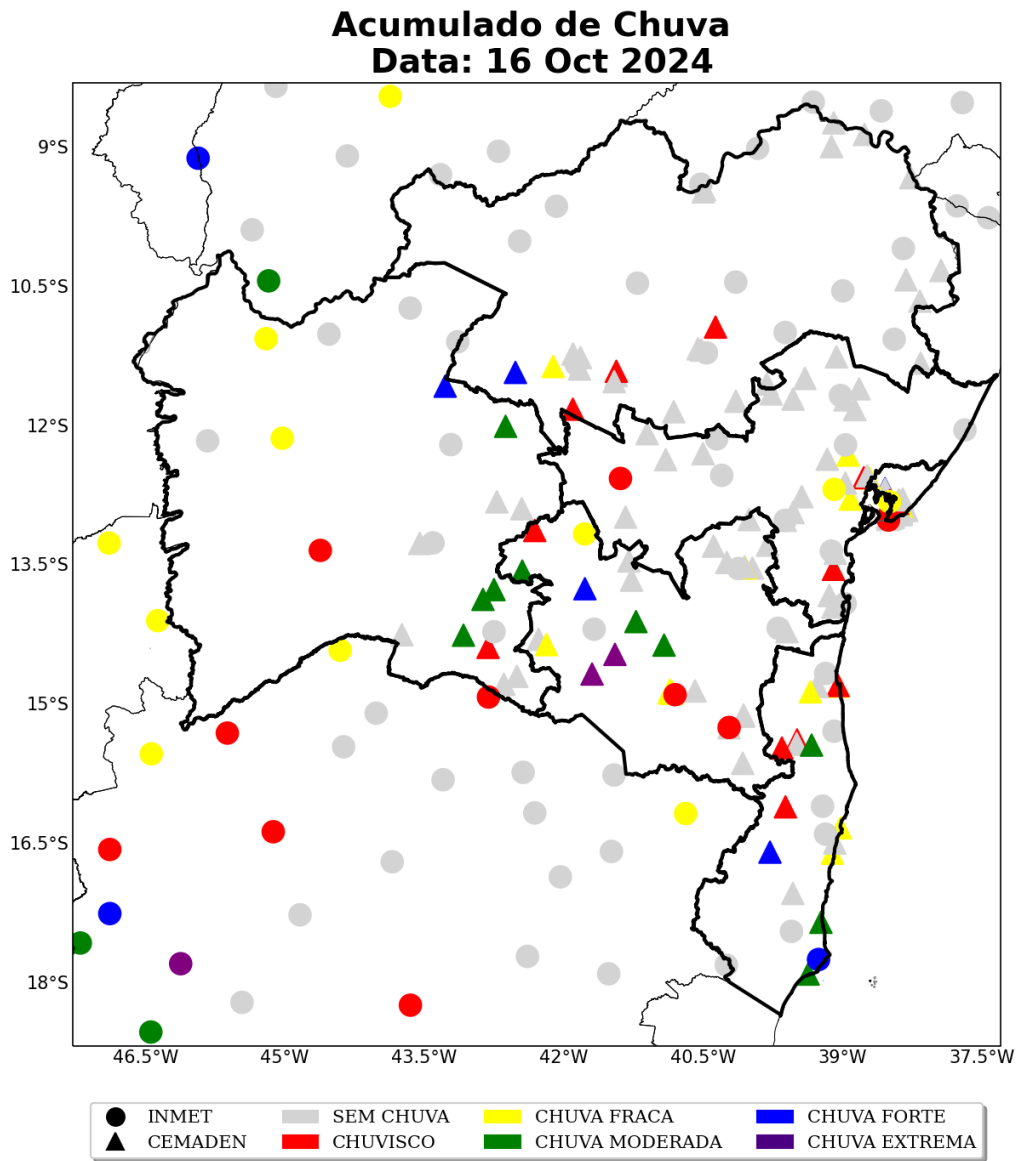 Acumulado de Chuva
Data: 16 Oct 2024
9°S
10.5°S
12°S
13.5°S
15°S
16.5°S
18°S
46.5°W 45°W 43.5°W 42°W 40.5°W 39°W 37.5°W
INMET SEM CHUVA CHUVA FRACA CHUVA FORTE
CEMADEN CHUVISCO CHUVA MODERADA CHUVA EXTREMA